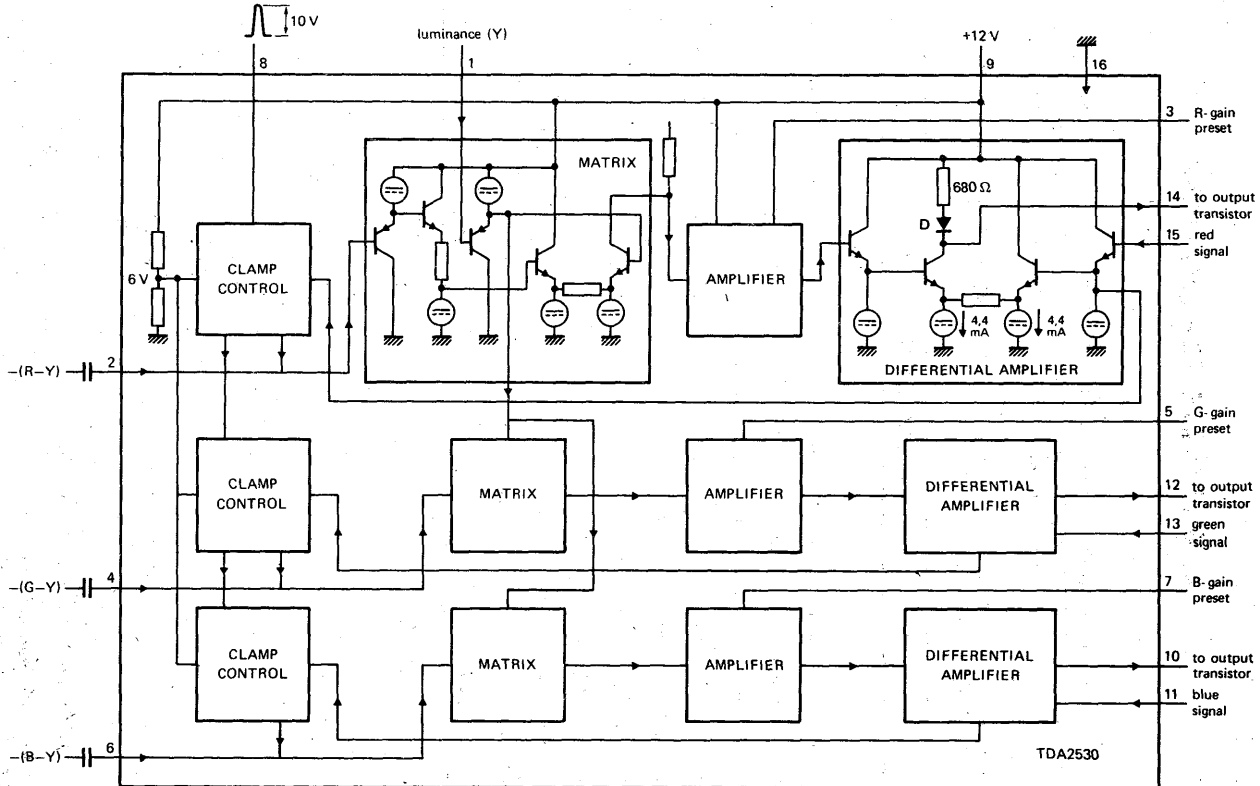 10 V
luminance (Y)
+12 V
8
1
9
16
3
R-gain
preset
MATRIX
680 Ω
D
14
to output
transistor
15
red
signal
CLAMP
CONTROL
6 V
AMPLIFIER
4,4
mA
4,4
mA
DIFFERENTIAL AMPLIFIER
-(R-Y)
2
5
G-gain
preset
CLAMP
CONTROL
MATRIX
AMPLIFIER
DIFFERENTIAL
AMPLIFIER
12
to output
transistor
13
green
signal
-(G-Y)
4
7
B-gain
preset
CLAMP
CONTROL
MATRIX
AMPLIFIER
DIFFERENTIAL
AMPLIFIER
10
to output
transistor
11
blue
signal
-(B-Y)
6
TDA2530